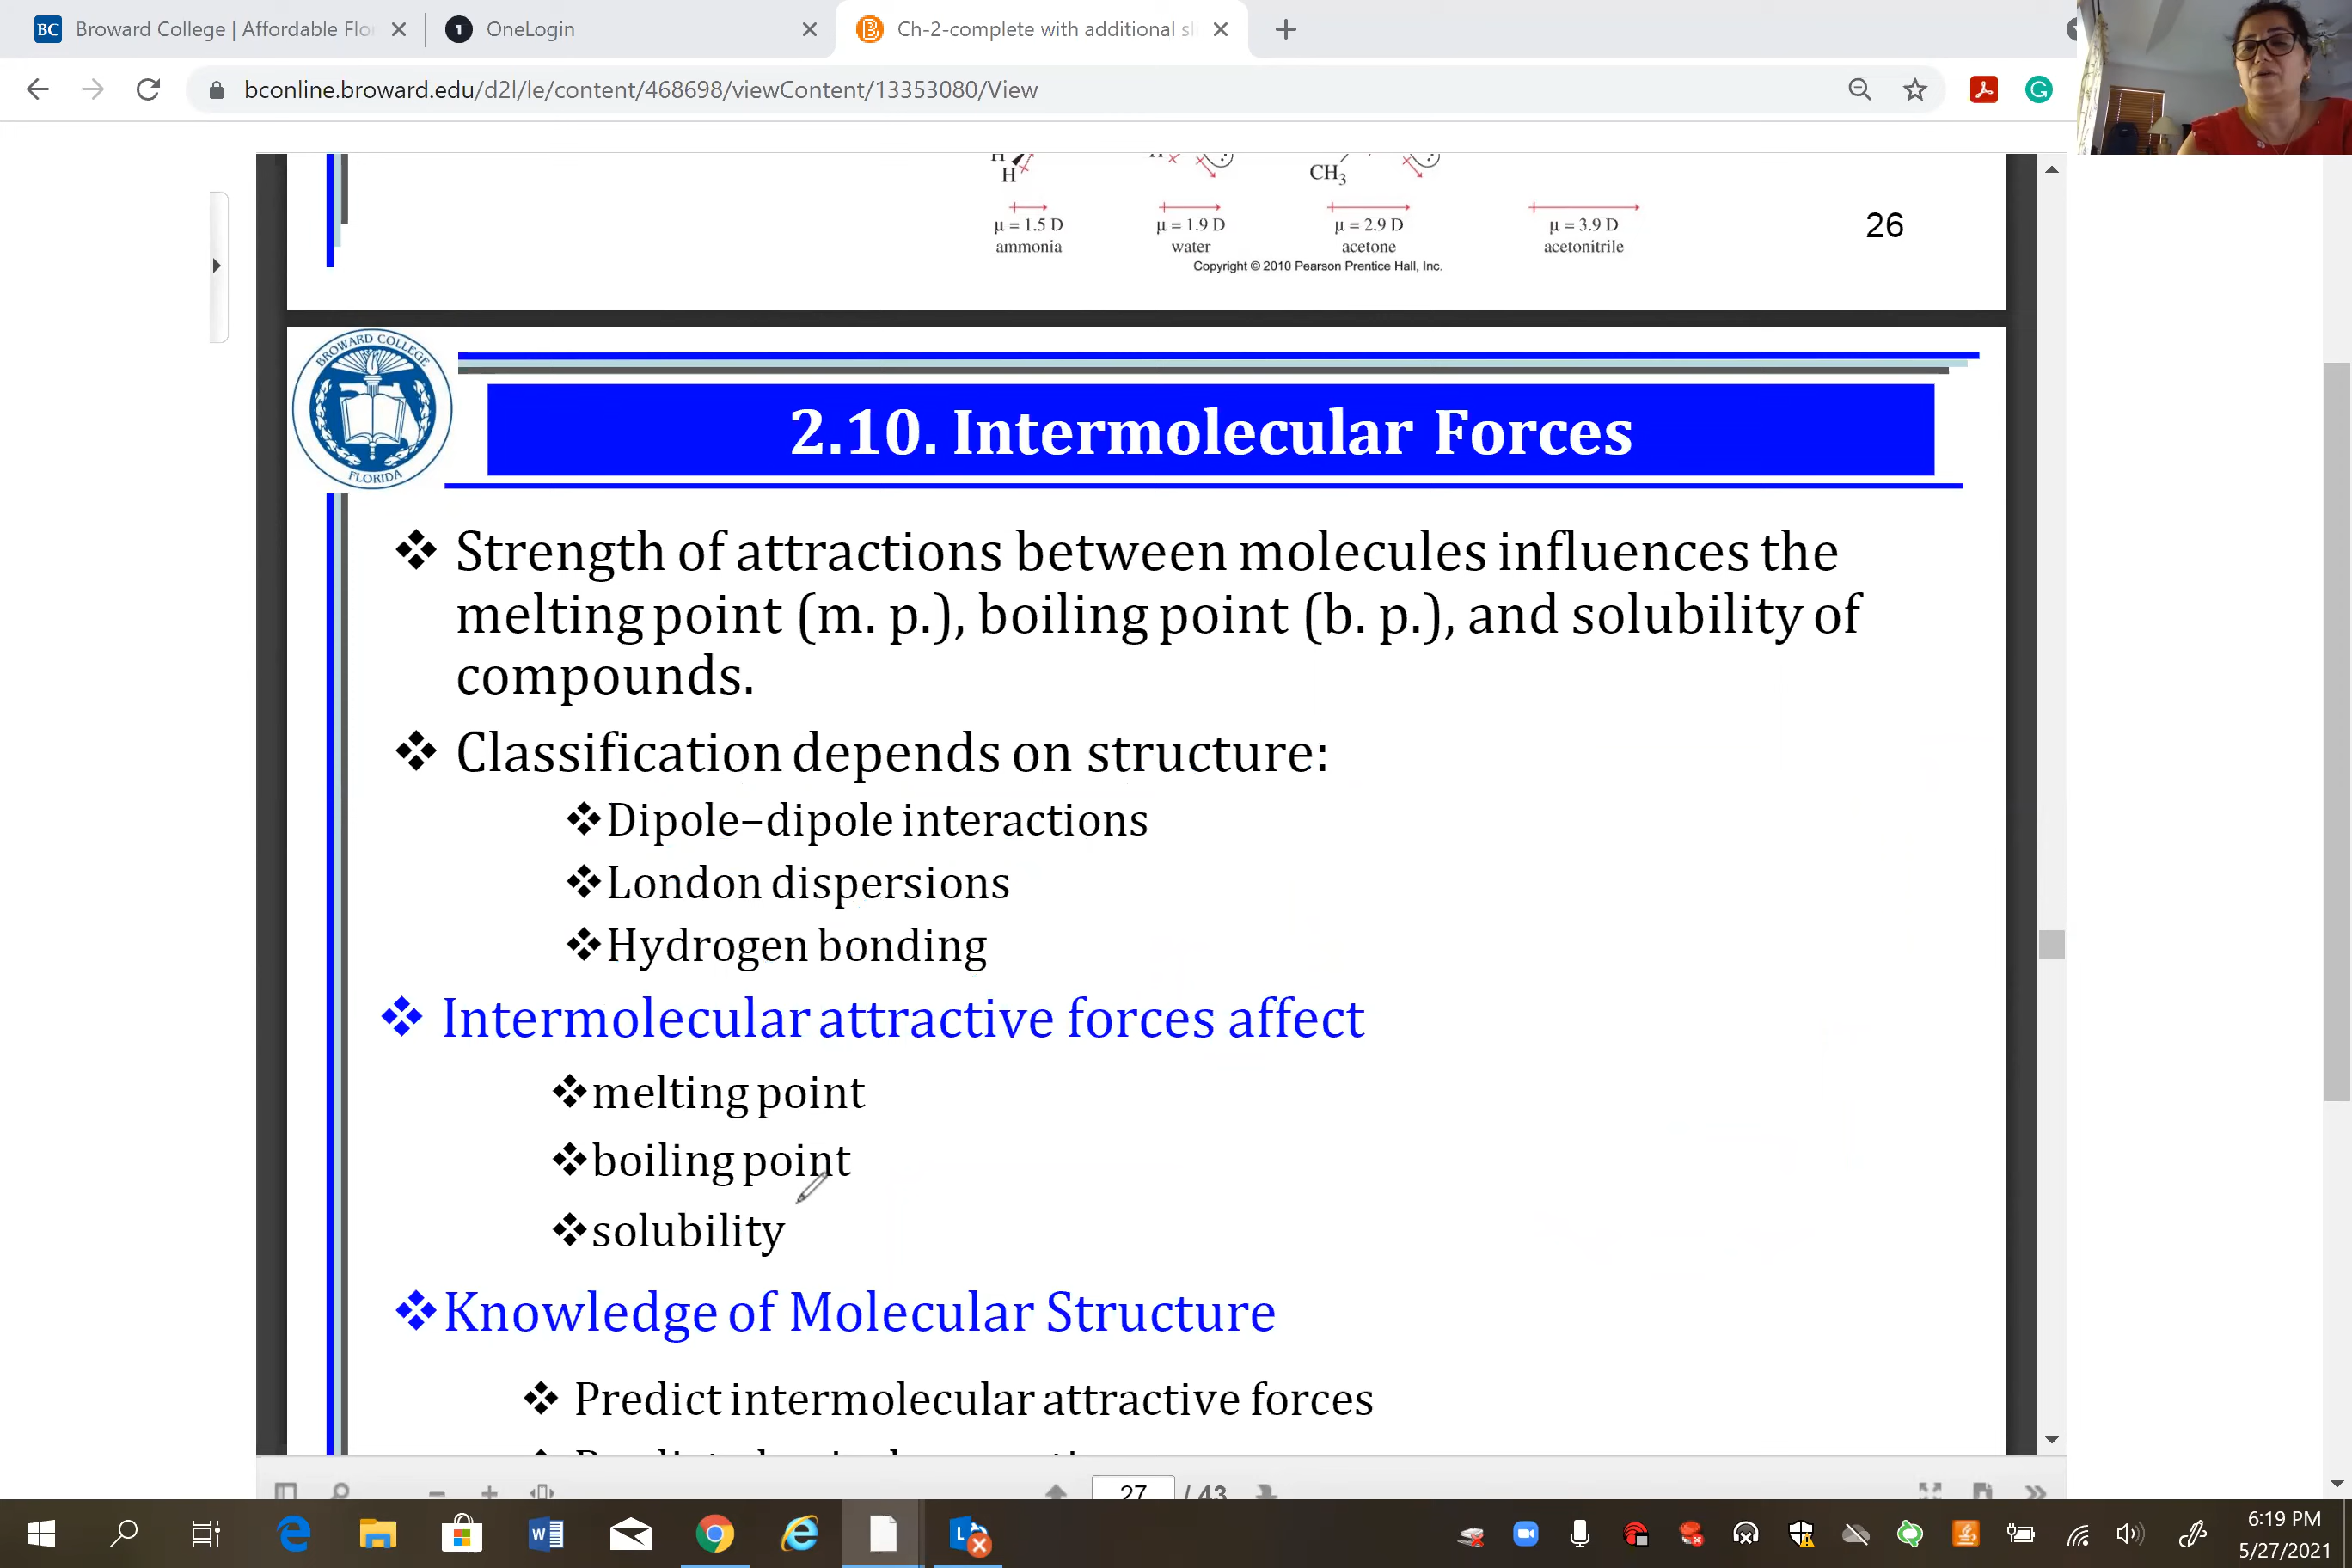 Broward College | Affordable Flo
OneLogin
Ch-2-complete with additional sl
bconline.broward.edu/d2l/le/content/468698/viewContent/13353080/View
H
H
CH3
μ = 1.5 D
μ = 1.9 D
μ = 2.9 D
μ = 3.9 D
ammonia
water
acetone
acetonitrile
26
Copyright © 2010 Pearson Prentice Hall, Inc.
BROWARD COLLEGE
FLORIDA
2.10. Intermolecular Forces
❖ Strength of attractions between molecules influences the
melting point (m. p.), boiling point (b. p.), and solubility of
compounds.
❖ Classification depends on structure:
❖ Dipole–dipole interactions
❖ London dispersions
❖ Hydrogen bonding
❖ Intermolecular attractive forces affect
❖ melting point
❖ boiling point
❖ solubility
❖ Knowledge of Molecular Structure
❖ Predict intermolecular attractive forces
27 / 43
6:19 PM
5/27/2021